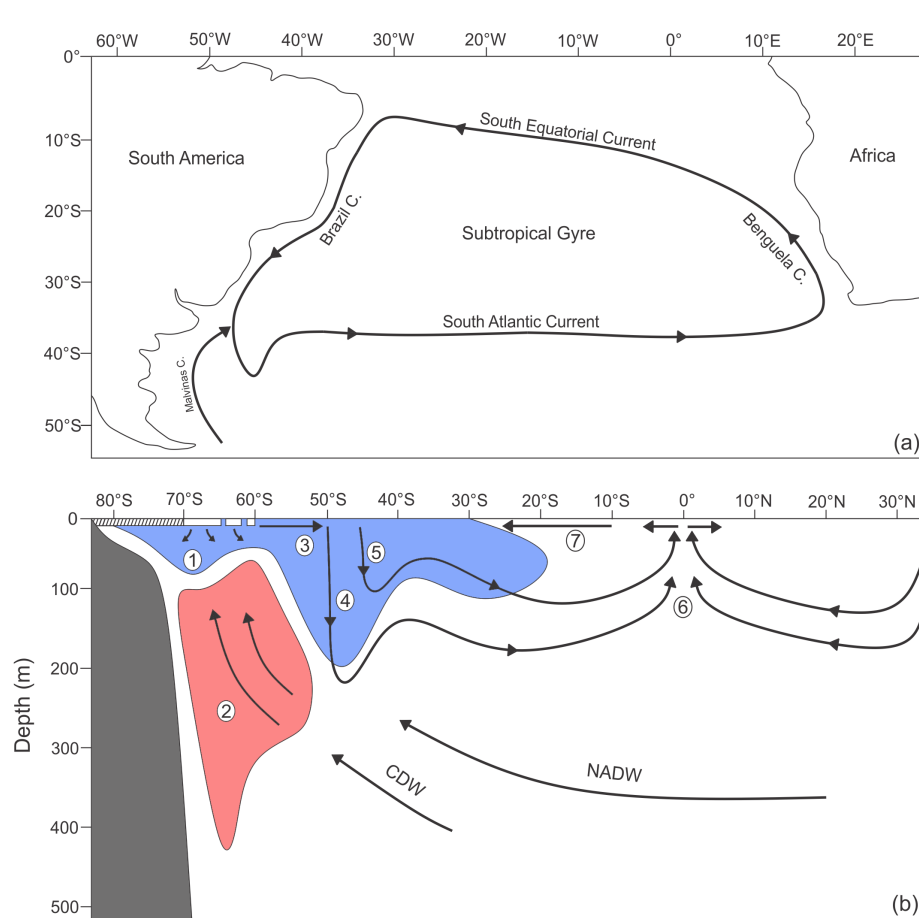 60°W 50°W 40°W 30°W 20°W 10°W 0° 10°E 20°E
0°
10°S
20°S
30°S
40°S
50°S
South America
Africa
South Equatorial Current
Brazil C.
Subtropical Gyre
Benguela C.
South Atlantic Current
Malvinas C.
(a)
80°S 70°S 60°S 50°S 40°S 30°S 20°S 10°S 0° 10°N 20°N 30°N
0
100
200
300
400
500
Depth (m)
1
2
3
4
5
6
7
CDW
NADW
(b)